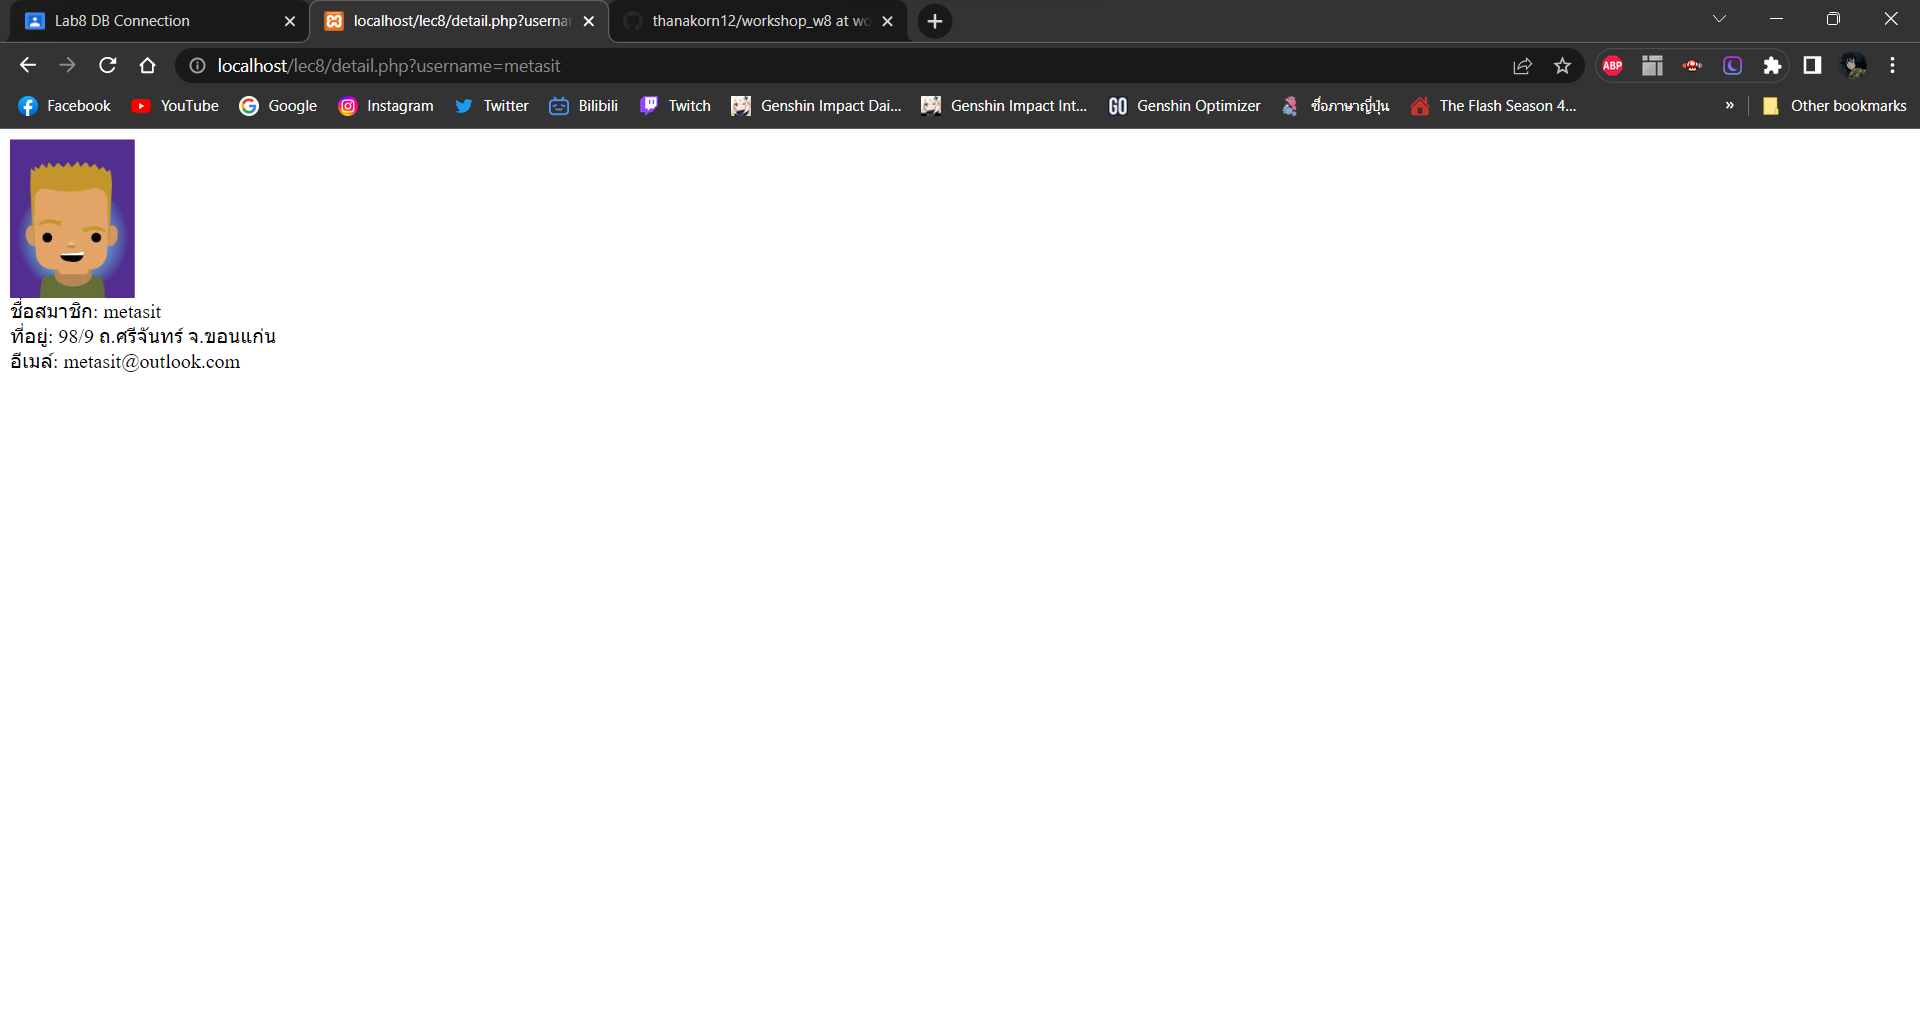 Lab8 DB Connection
localhost/lec8/detail.php?userna
thanakorn12/workshop_w8 at wo
localhost/lec8/detail.php?username=metasit
ABP
Facebook
YouTube
Google
Instagram
Twitter
Bilibili
Twitch
Genshin Impact Dai...
Genshin Impact Int...
GO Genshin Optimizer
ชื่อภาษาญี่ปุ่น
The Flash Season 4...
»
Other bookmarks
ชื่อสมาชิก: metasit
ที่อยู่: 98/9 ถ.ศรีจันทร์ จ.ขอนแก่น
อีเมล์: metasit@outlook.com